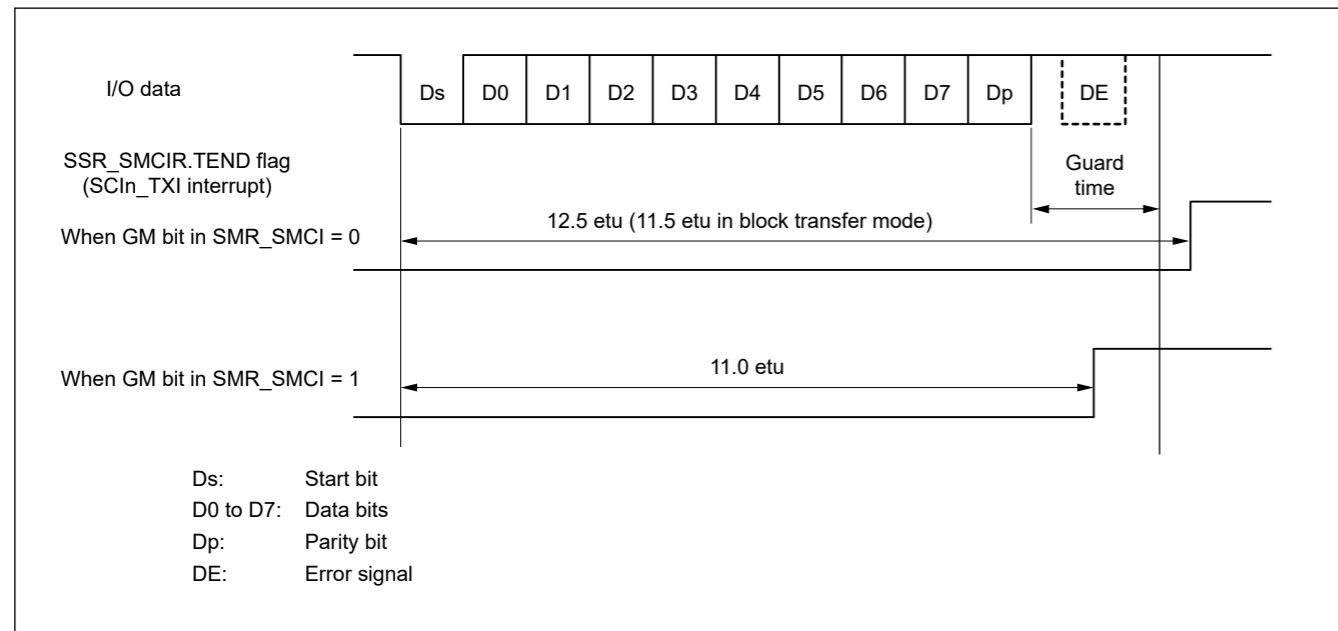 I/O data
Ds D0 D1 D2 D3 D4 D5 D6 D7 Dp DE
SSR_SMCIR.TEND flag
(SCIn_TXI interrupt)
Guard
time
When GM bit in SMR_SMCI = 0
12.5 etu (11.5 etu in block transfer mode)
When GM bit in SMR_SMCI = 1
11.0 etu
Ds: Start bit
D0 to D7: Data bits
Dp: Parity bit
DE: Error signal